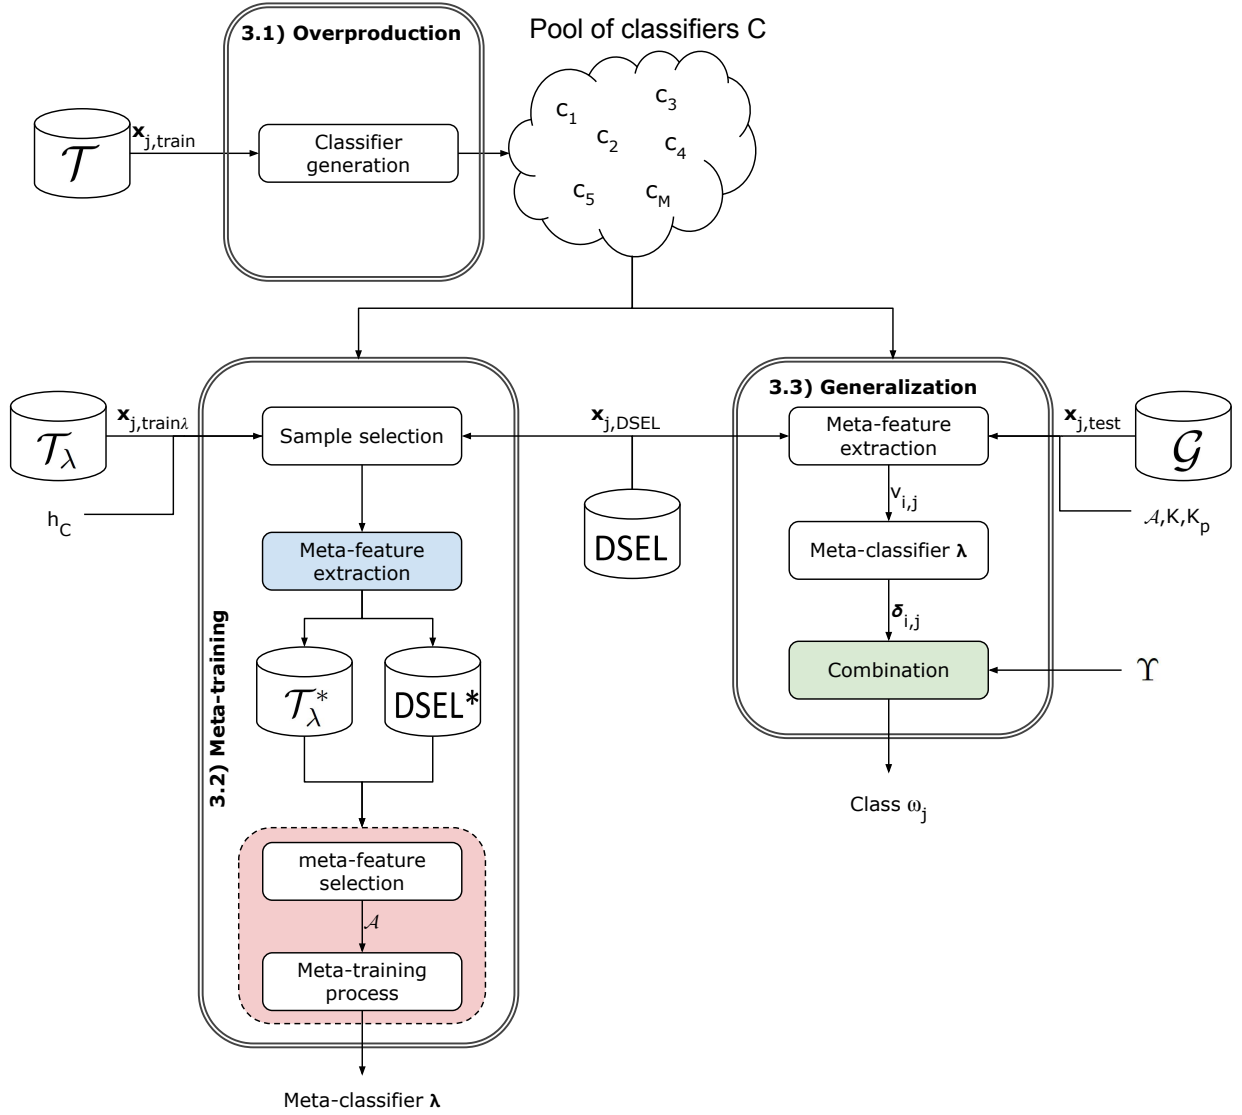 3.1) Overproduction
Pool of classifiers C
𝒯
x_j,train
Classifier
generation
c_1
c_2
c_3
c_4
c_5
c_M
𝒯_λ
x_j,trainλ
h_C
Sample selection
x_j,DSEL
DSEL
Meta-feature
extraction
𝒯*_λ
DSEL*
3.2) Meta-training
meta-feature
selection
𝒜
Meta-training
process
Meta-classifier λ
3.3) Generalization
Meta-feature
extraction
x_j,test
𝒢
𝒜,K,K_p
v_i,j
Meta-classifier λ
δ_i,j
Combination
ϒ
Class ω_j